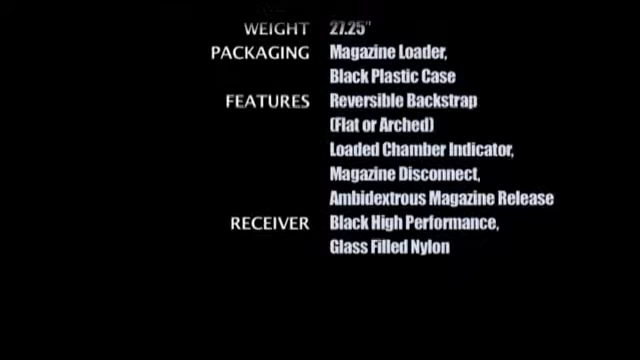 WEIGHT 27.25"
PACKAGING Magazine Loader,
Black Plastic Case
FEATURES Reversible Backstrap
(Flat or Arched)
Loaded Chamber Indicator,
Magazine Disconnect,
Ambidextrous Magazine Release
RECEIVER Black High Performance,
Glass Filled Nylon